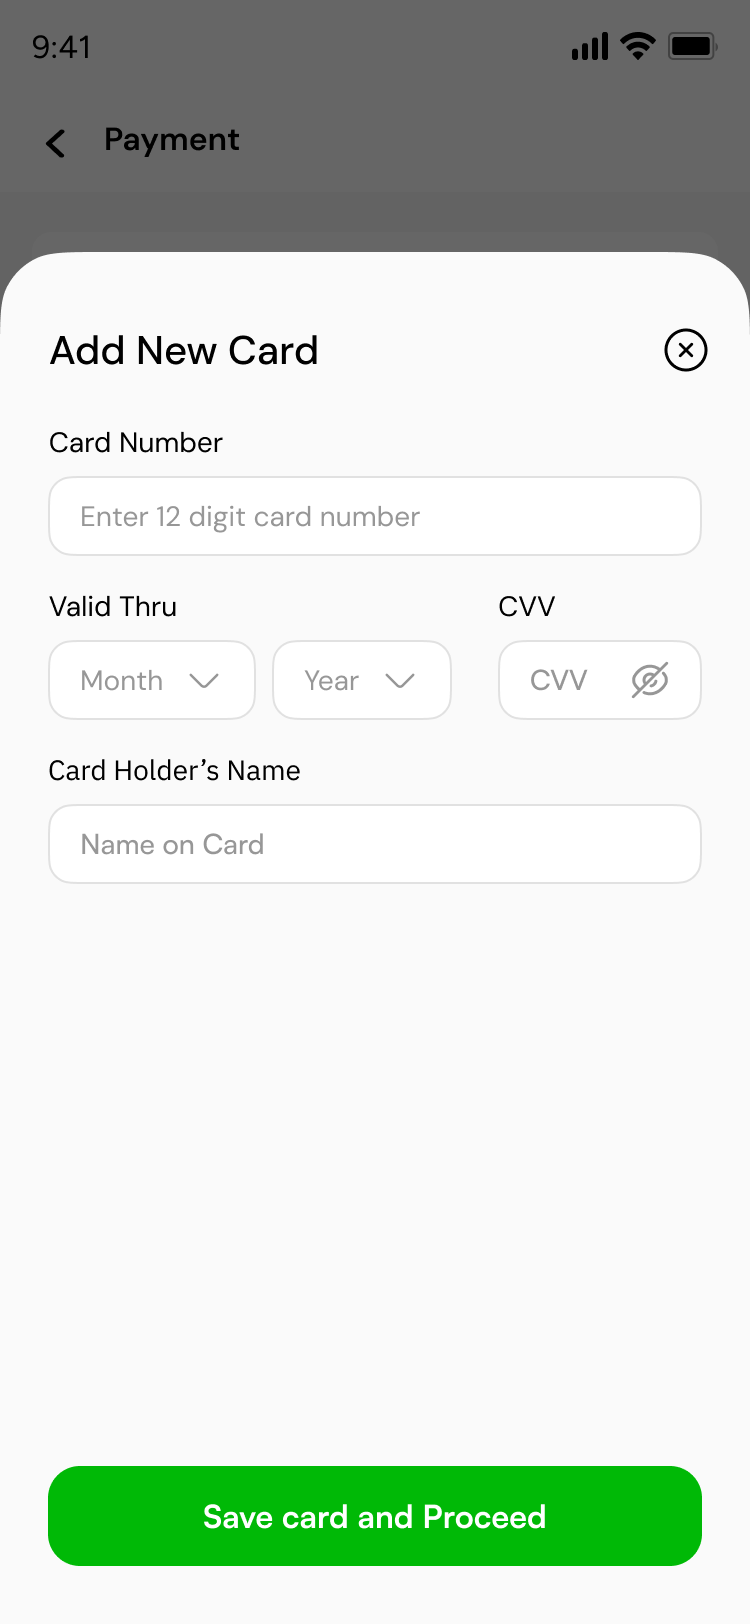 9:41
Payment
Add New Card
Card Number
Enter 12 digit card number
Valid Thru
CVV
Month
Year
CVV
Card Holder’s Name
Name on Card
Save card and Proceed